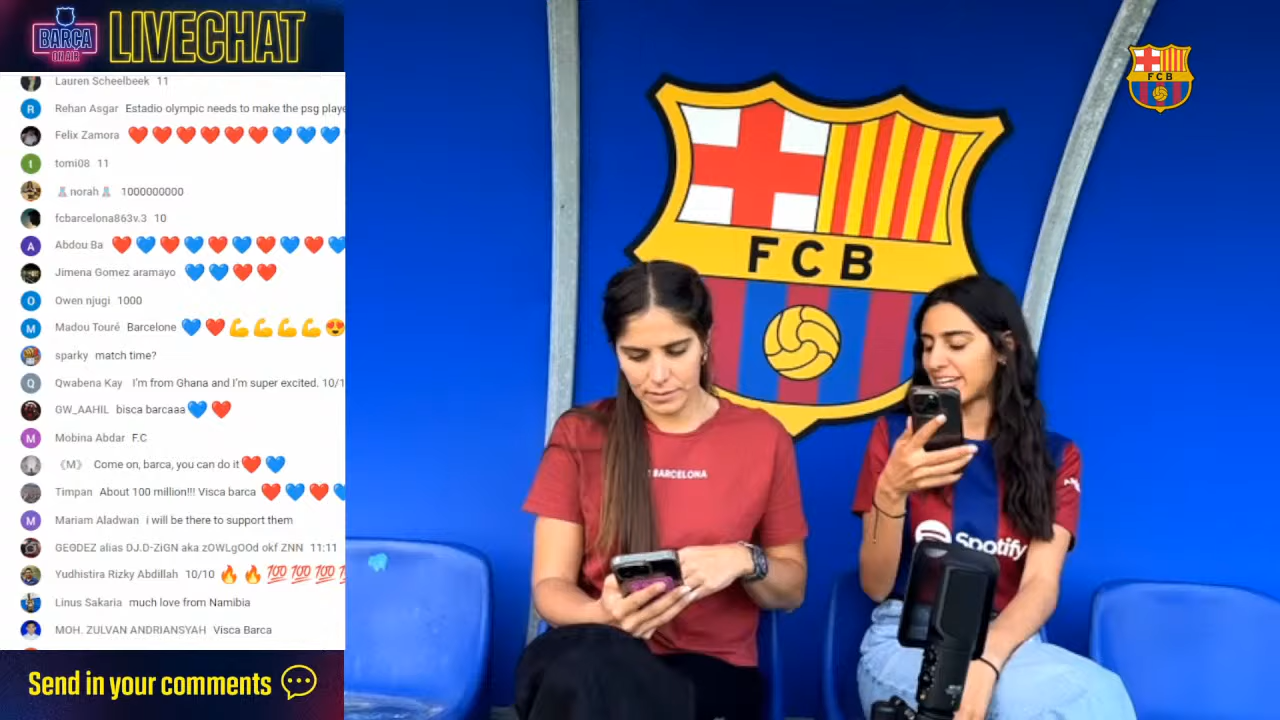 BARÇA
ON AIR
LIVECHAT
Lauren Scheelbeek 11
R Rehan Asgar Estadio olympic needs to make the psg playe
Felix Zamora ❤️❤️❤️❤️❤️❤️💙💙💙
t tomi08 11
norah 1000000000
fcbarcelona863v.3 10
A Abdou Ba ❤️💙❤️💙❤️💙❤️💙❤️💙
Jimena Gomez aramayo 💙💙❤️❤️
O Owen njugi 1000
M Madou Touré Barcelone 💙❤️💪💪💪💪😍
sparky match time?
Q Qwabena Kay I'm from Ghana and I'm super excited. 10/1
GW_AAHIL bisca barcaaa💙❤️
M Mobina Abdar F.C
《M》 Come on, barca, you can do it❤️💙
Timpan About 100 million!!! Visca barca ❤️💙❤️💙
M Mariam Aladwan i will be there to support them
GEΘDEZ alias DJ.D-ZiGN aka zOWLgOOd okf ZNN 11:11
Yudhistira Rizky Abdillah 10/10 🔥🔥💯💯💯💯
Linus Sakaria much love from Namibia
MOH. ZULVAN ANDRIANSYAH Visca Barca
Send in your comments
FCB
FCB
BARCELONA
Spotify